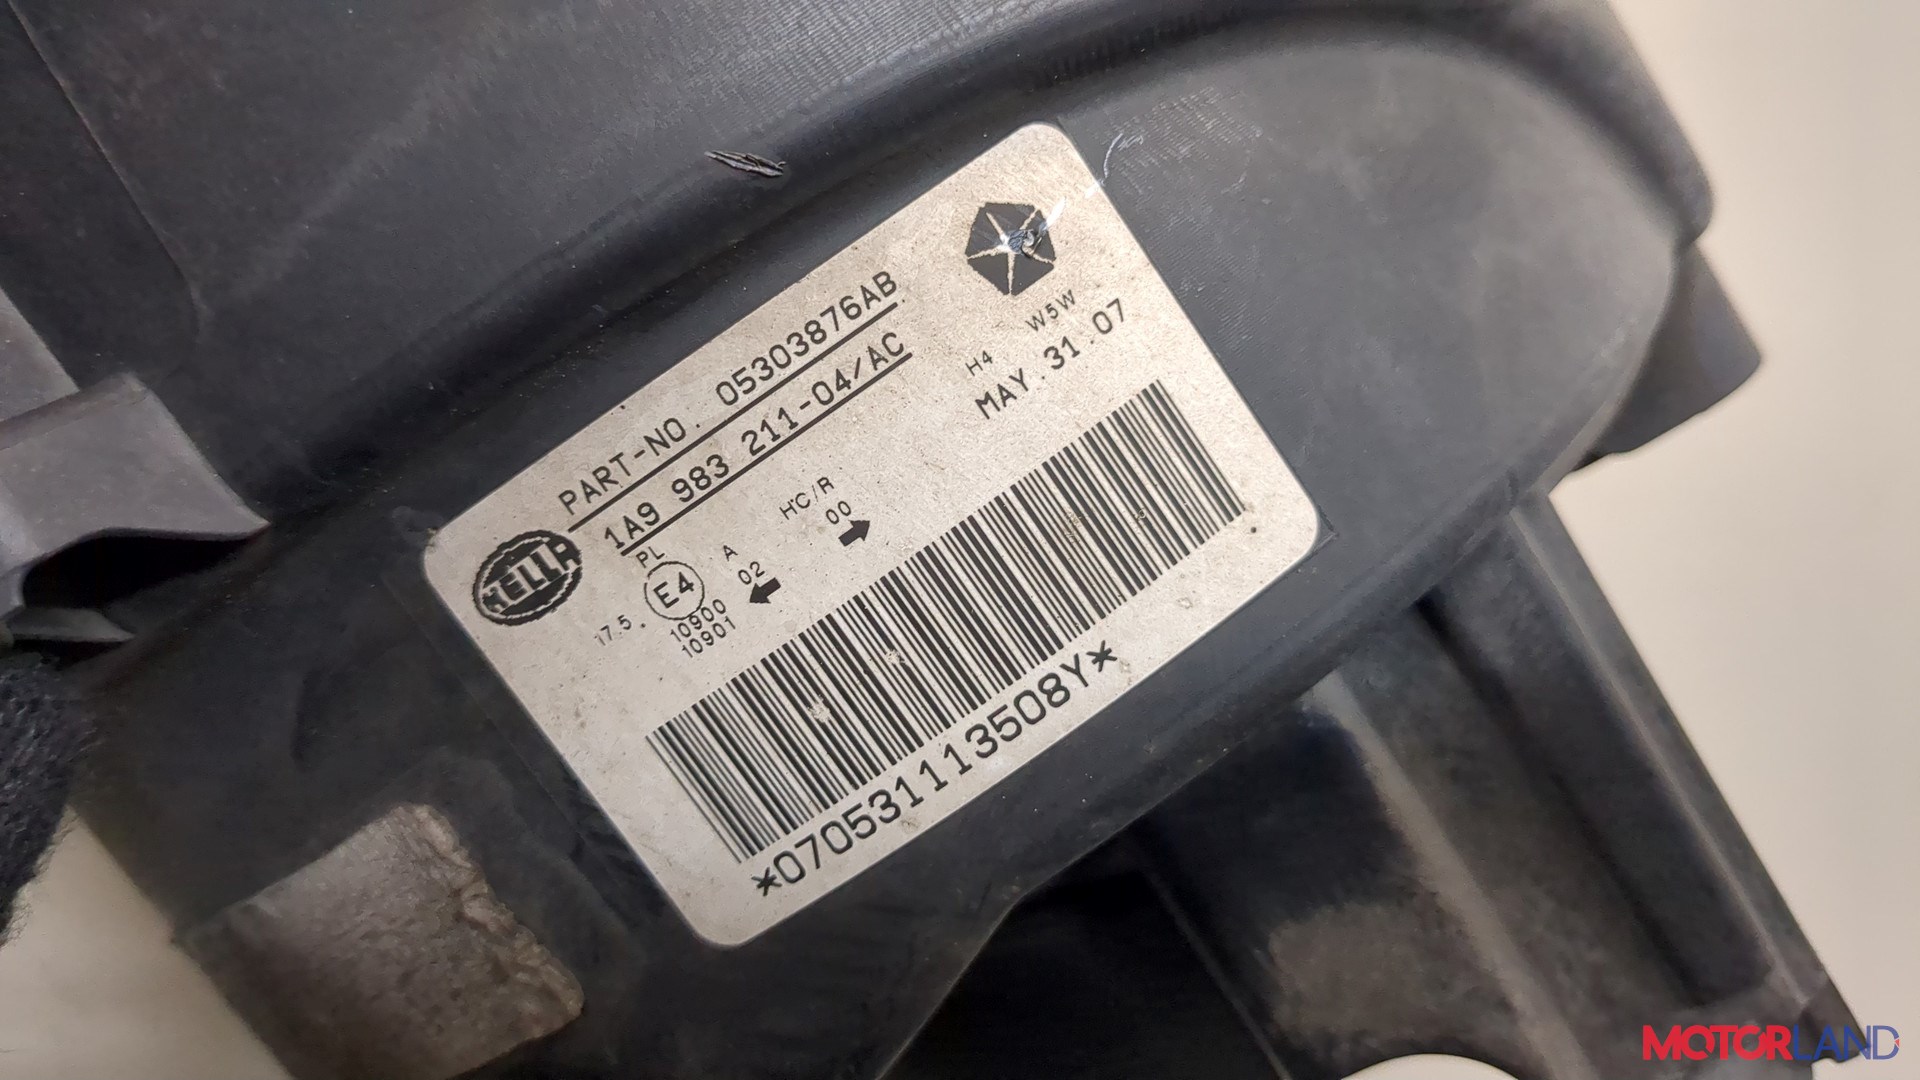 PART-NO. 05303876AB
1A9 983 211-04/AC
HELLA
PL
E4
17.5.
10900
10901
A
02
HC/R
00
W5W
H4
MAY.31.07
*070531113508Y*
MOTORLAND